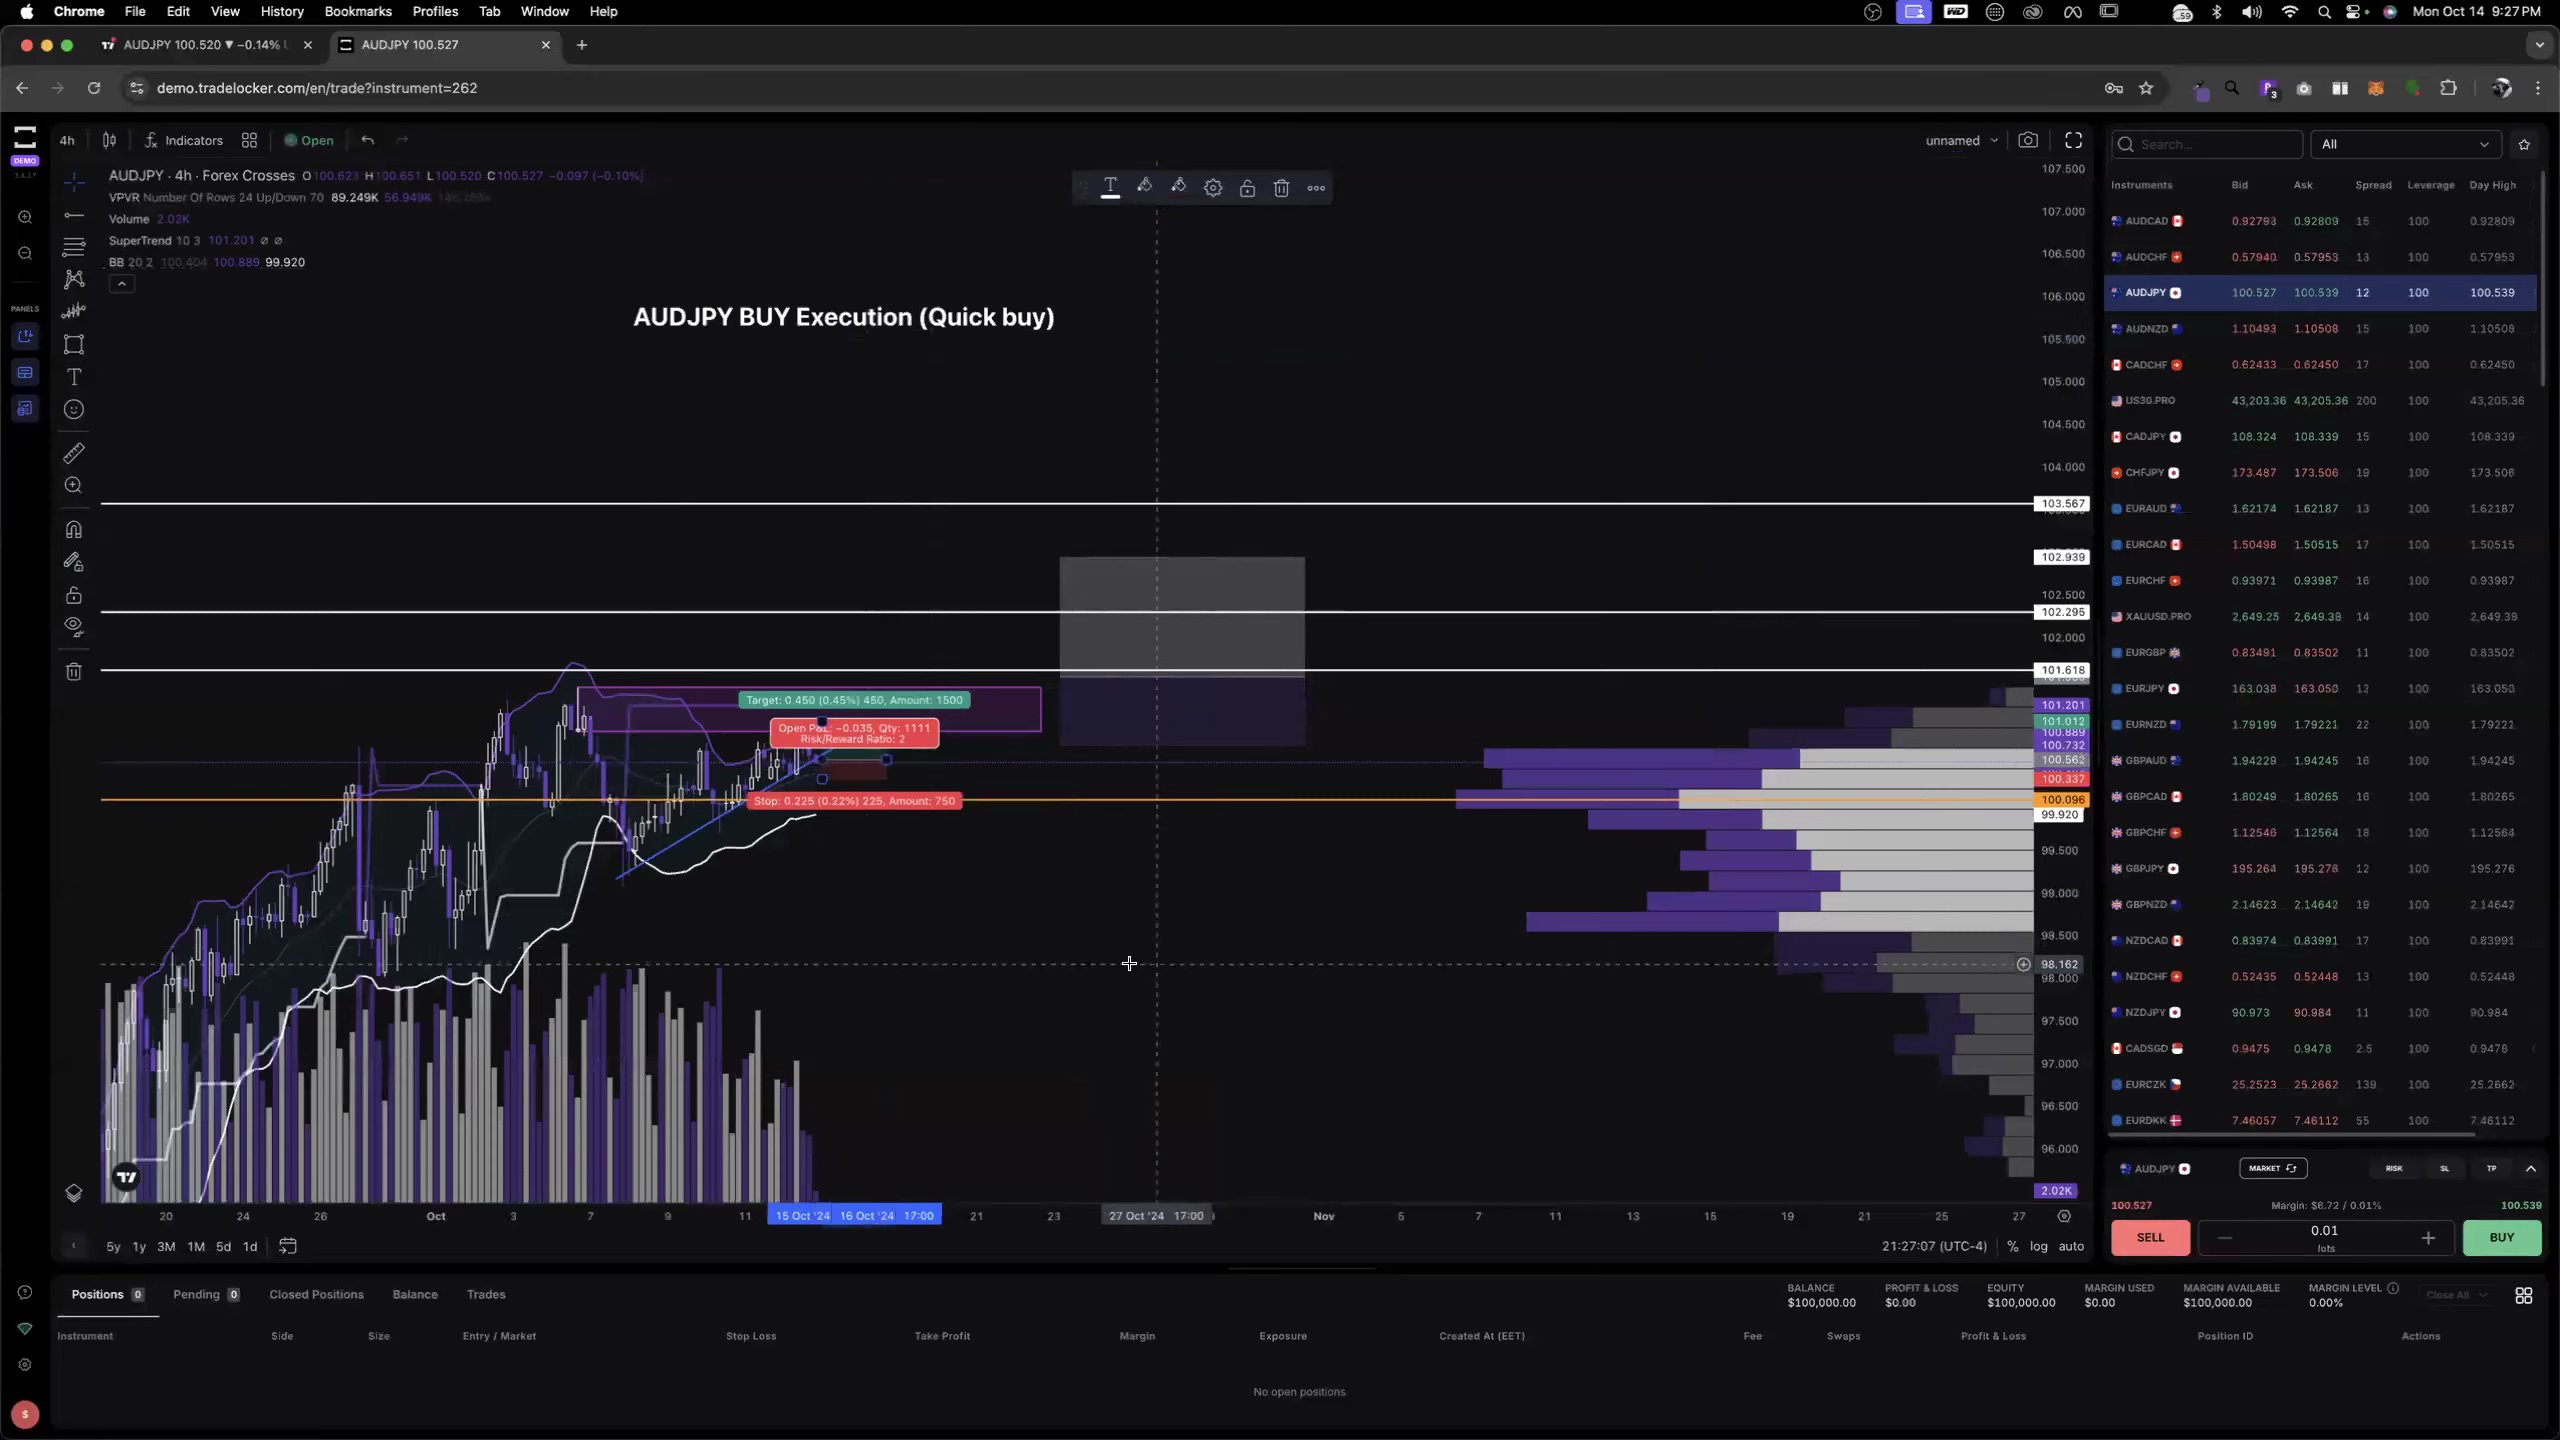 Chrome File Edit View History Bookmarks Profiles Tab Window Help
Mon Oct 14 9:27 PM
AUDJPY 100.520 ▼ −0.14%
AUDJPY 100.527
demo.tradelocker.com/en/trade?instrument=262
DEMO
4h Indicators Open
unnamed
PANELS
AUDJPY · 4h · Forex Crosses O100.623 H100.651 L100.520 C100.527 −0.097 (−0.10%)
VPVR Number Of Rows 24 Up/Down 70 89.249K 56.949K
Volume 2.02K
SuperTrend 10 3 101.201 ∅ ∅
BB 20 2 100.404 100.889 99.920
AUDJPY BUY Execution (Quick buy)
Target: 0.450 (0.45%) 450, Amount: 1500
Open P&L: −0.035, Qty: 1111
Risk/Reward Ratio: 2
Stop: 0.225 (0.22%) 225, Amount: 750
107.500
107.000
106.500
106.000
105.500
105.000
104.500
104.000
103.567
102.939
102.500
102.295
102.000
101.618
101.201
101.012
100.889
100.732
100.562
100.337
100.096
99.920
99.500
99.000
98.500
98.162
98.000
97.500
97.000
96.500
96.000
2.02K
20 24 26 Oct 3 7 9 11 15 Oct '24 16 Oct '24 17:00 21 23 27 Oct '24 17:00 Nov 5 7 11 13 15 19 21 25 27
5y 1y 3M 1M 5d 1d
21:27:07 (UTC-4) % log auto
Search... All
Instruments Bid Ask Spread Leverage Day High
AUDCAD 0.92793 0.92809 15 100 0.92809
AUDCHF 0.57940 0.57953 13 100 0.57953
AUDJPY 100.527 100.539 12 100 100.539
AUDNZD 1.10493 1.10508 15 100 1.10508
CADCHF 0.62433 0.62450 17 100 0.62450
US30.PRO 43,203.36 43,205.36 200 100 43,205.36
CADJPY 108.324 108.339 15 100 108.339
CHFJPY 173.487 173.506 19 100 173.506
EURAUD 1.62174 1.62187 13 100 1.62187
EURCAD 1.50498 1.50515 17 100 1.50515
EURCHF 0.93971 0.93987 16 100 0.93987
XAUUSD.PRO 2,649.25 2,649.39 14 100 2,649.39
EURGBP 0.83491 0.83502 11 100 0.83502
EURJPY 163.038 163.050 12 100 163.050
EURNZD 1.79199 1.79221 22 100 1.79221
GBPAUD 1.94229 1.94245 16 100 1.94245
GBPCAD 1.80249 1.80265 16 100 1.80265
GBPCHF 1.12546 1.12564 18 100 1.12564
GBPJPY 195.264 195.276 12 100 195.276
GBPNZD 2.14623 2.14642 19 100 2.14642
NZDCAD 0.83974 0.83991 17 100 0.83991
NZDCHF 0.52435 0.52448 13 100 0.52448
NZDJPY 90.973 90.984 11 100 90.984
CADSGD 0.9475 0.9478 2.5 100 0.9478
EURCZK 25.2523 25.2662 139 100 25.2662
EURDKK 7.46057 7.46112 55 100 7.46112
AUDJPY MARKET RISK SL TP
100.527 Margin: $6.72 / 0.01% 100.539
SELL 0.01 BUY
lots
Positions 0 Pending 0 Closed Positions Balance Trades
BALANCE PROFIT & LOSS EQUITY MARGIN USED MARGIN AVAILABLE MARGIN LEVEL Close All
$100,000.00 $0.00 $100,000.00 $0.00 $100,000.00 0.00%
Instrument Side Size Entry / Market Stop Loss Take Profit Margin Exposure Created At (EET) Fee Swaps Profit & Loss Position ID Actions
No open positions